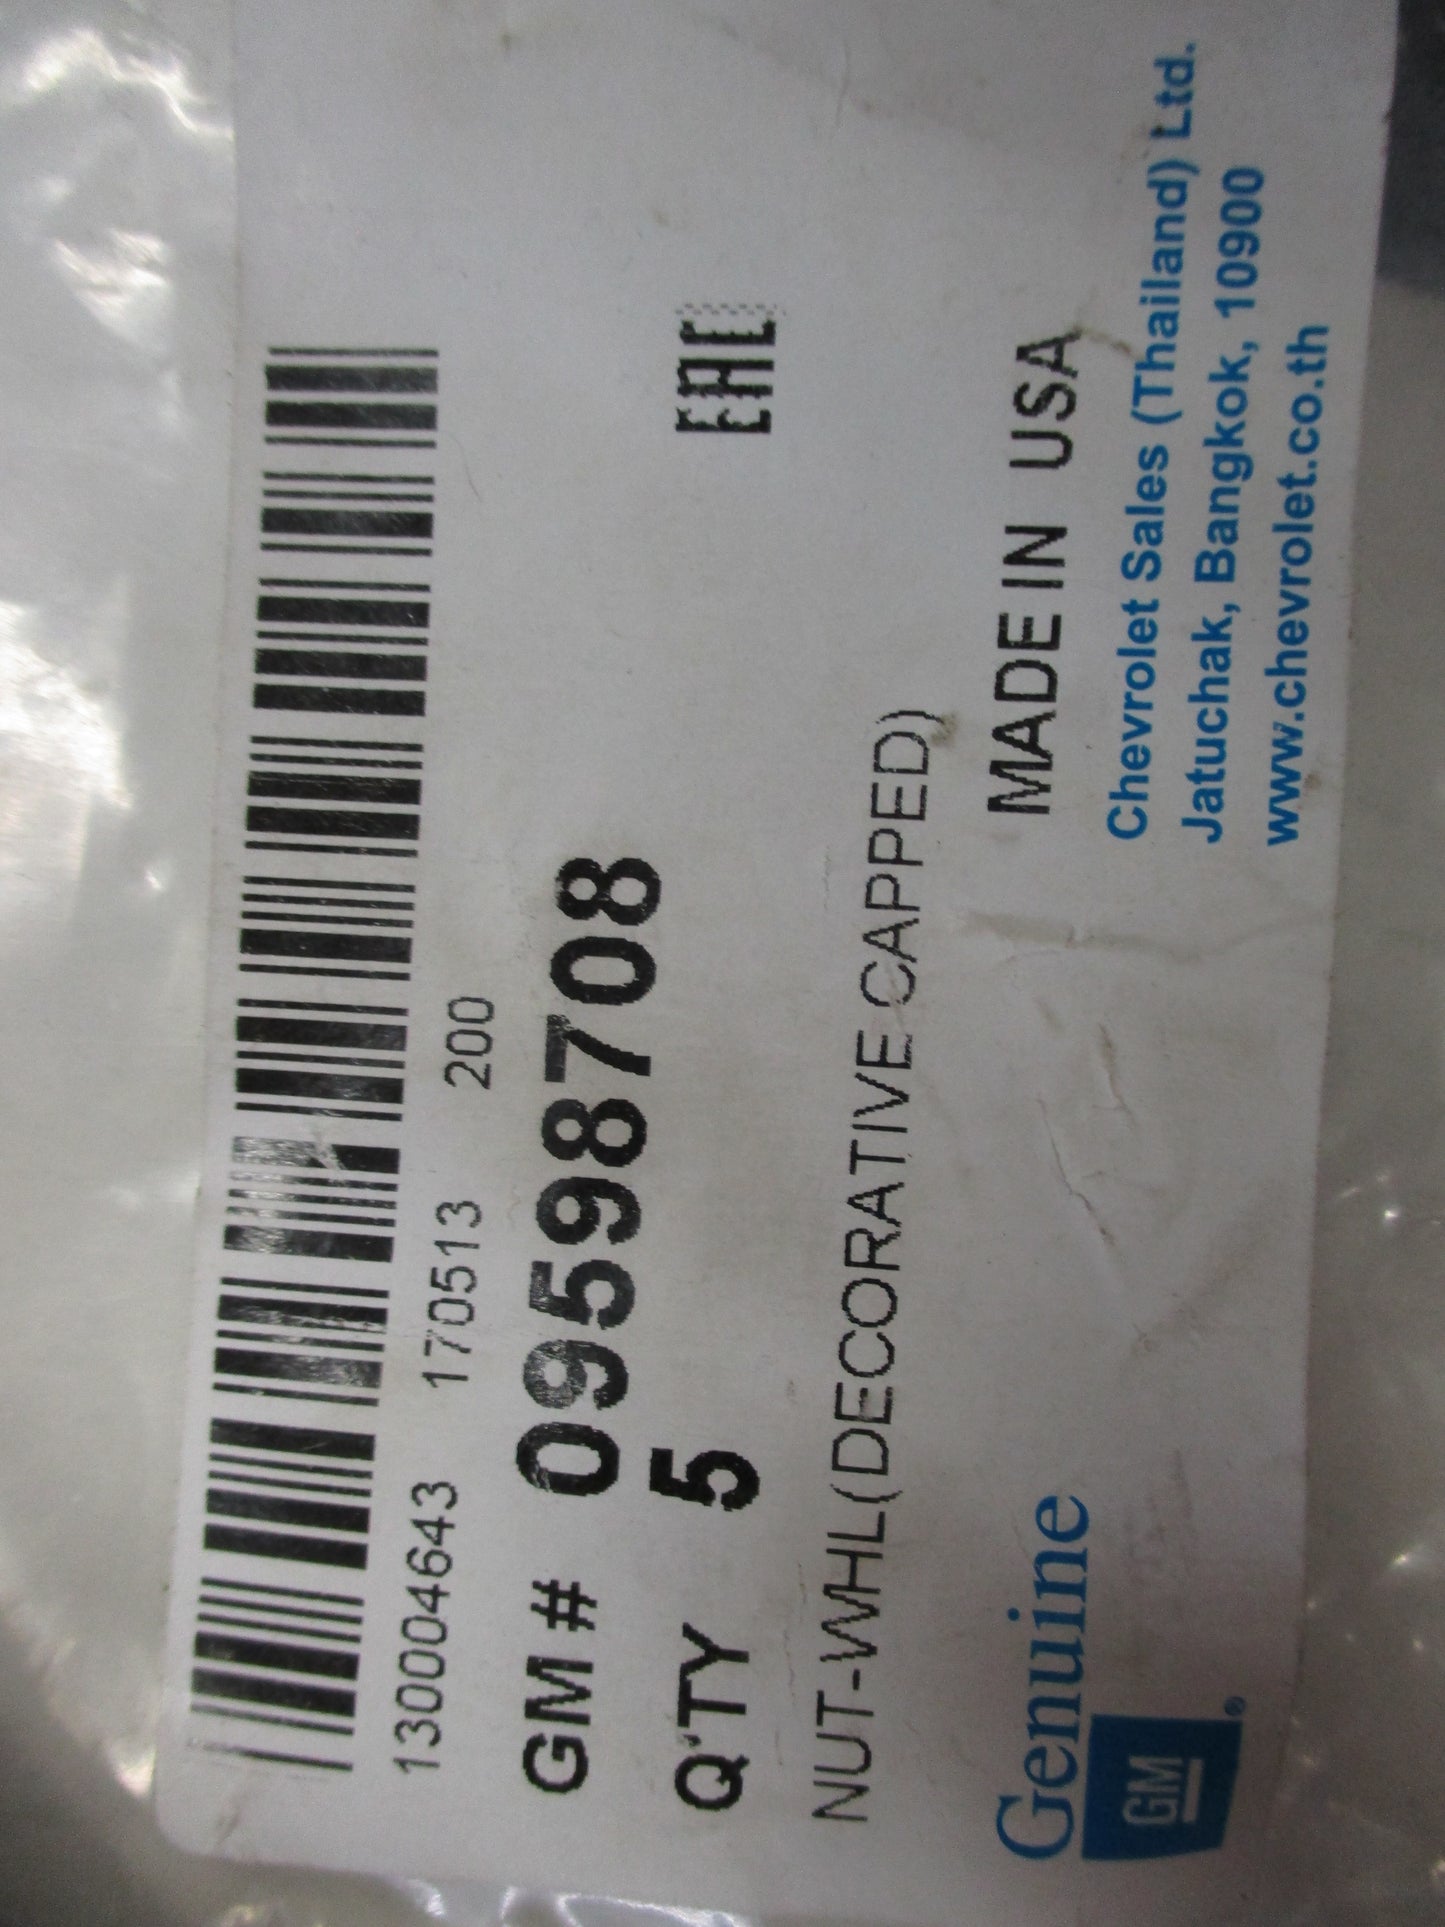 13004643 170513 200
GM # 09598708
Q'TY 5
EAC
NUT-WHL(DECORATIVE CAPPED)
MADE IN USA
Genuine
GM
®
Chevrolet Sales (Thailand) Ltd.
Jatuchak, Bangkok, 10900
www.chevrolet.co.th